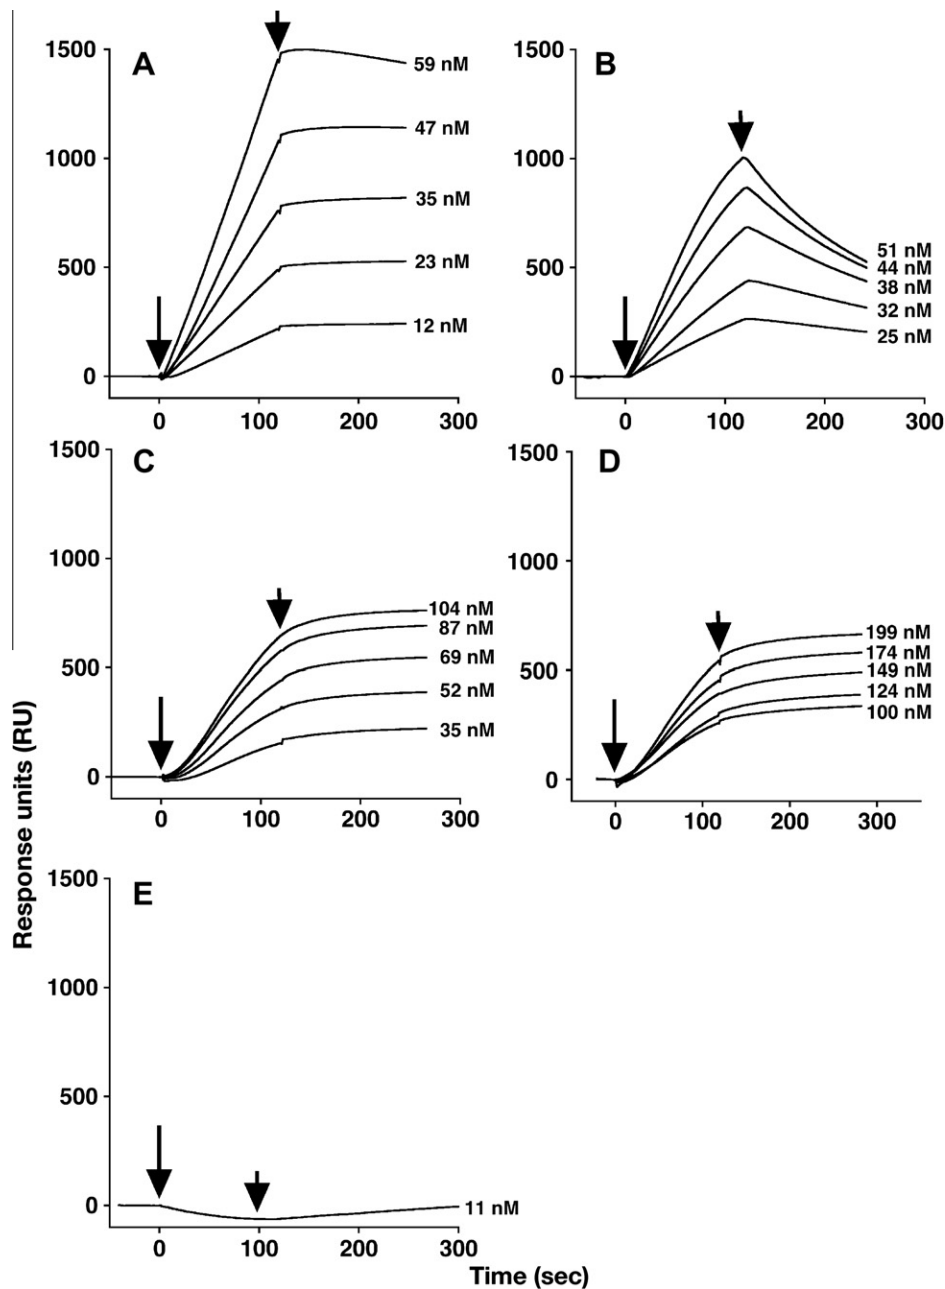 A
1500
1000
500
0
59 nM
47 nM
35 nM
23 nM
12 nM
0 100 200 300
B
1500
1000
500
0
51 nM
44 nM
38 nM
32 nM
25 nM
0 100 200 300
C
1500
1000
500
0
104 nM
87 nM
69 nM
52 nM
35 nM
0 100 200 300
D
1500
1000
500
0
199 nM
174 nM
149 nM
124 nM
100 nM
0 100 200 300
E
1500
1000
500
0
11 nM
0 100 200 300
Response units (RU)
Time (sec)